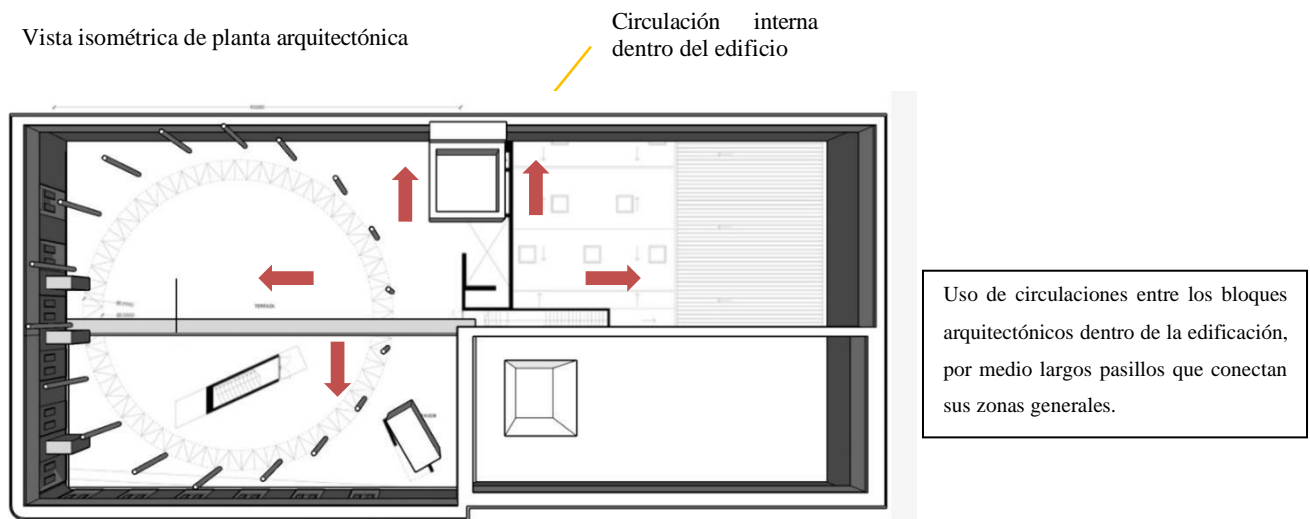 Vista isométrica de planta arquitectónica
Circulación interna
dentro del edificio
TERRAZA
Uso de circulaciones entre los bloques
arquitectónicos dentro de la edificación,
por medio largos pasillos que conectan
sus zonas generales.